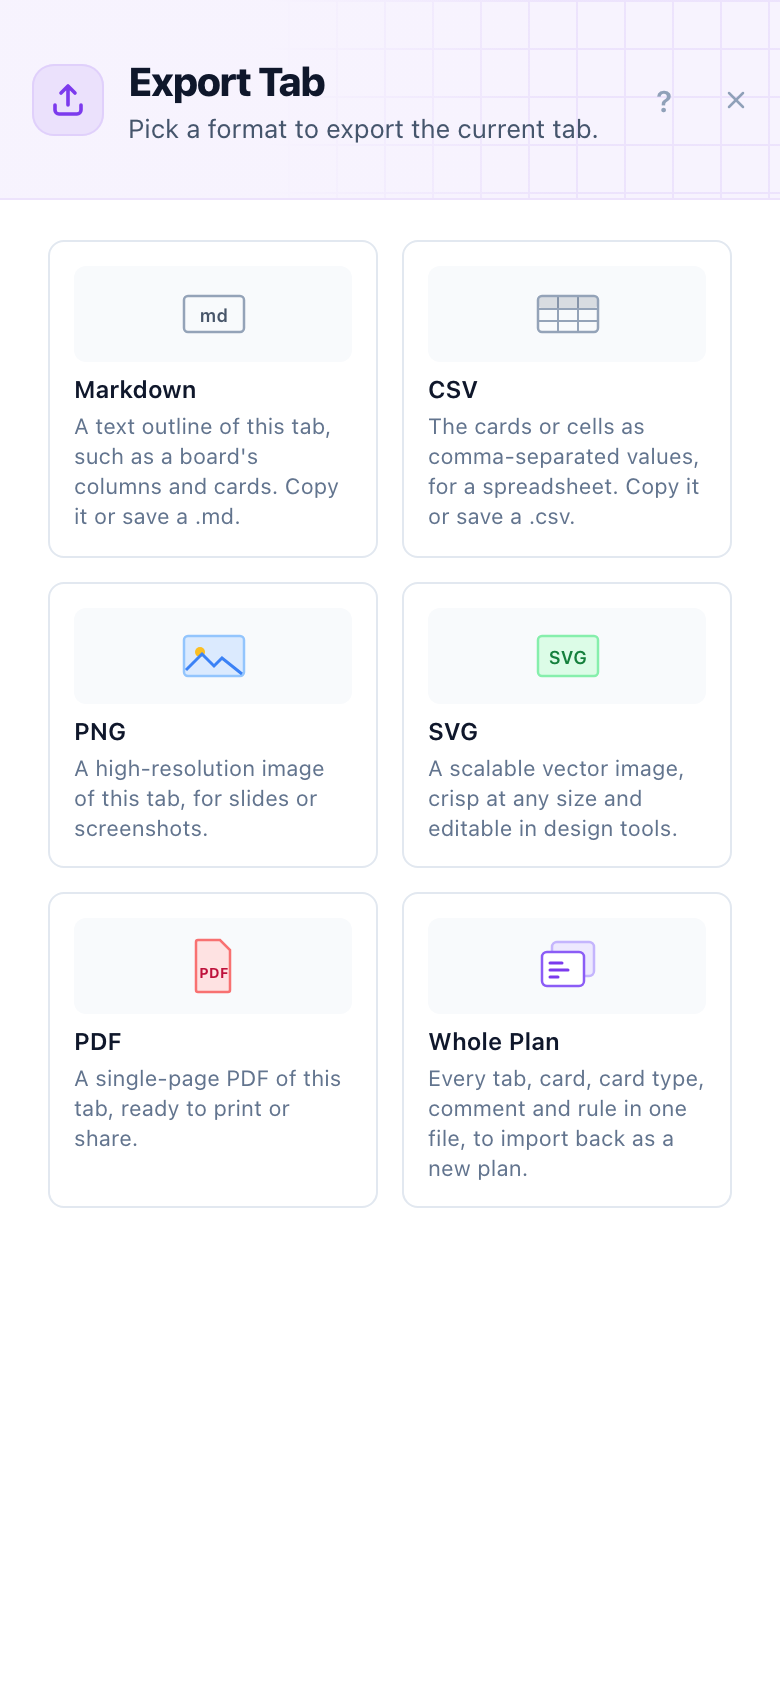 Export Tab
Pick a format to export the current tab.
?
md
Markdown
A text outline of this tab,
such as a board's
columns and cards. Copy
it or save a .md.
CSV
The cards or cells as
comma-separated values,
for a spreadsheet. Copy it
or save a .csv.
PNG
A high-resolution image
of this tab, for slides or
screenshots.
SVG
SVG
A scalable vector image,
crisp at any size and
editable in design tools.
PDF
PDF
A single-page PDF of this
tab, ready to print or
share.
Whole Plan
Every tab, card, card type,
comment and rule in one
file, to import back as a
new plan.